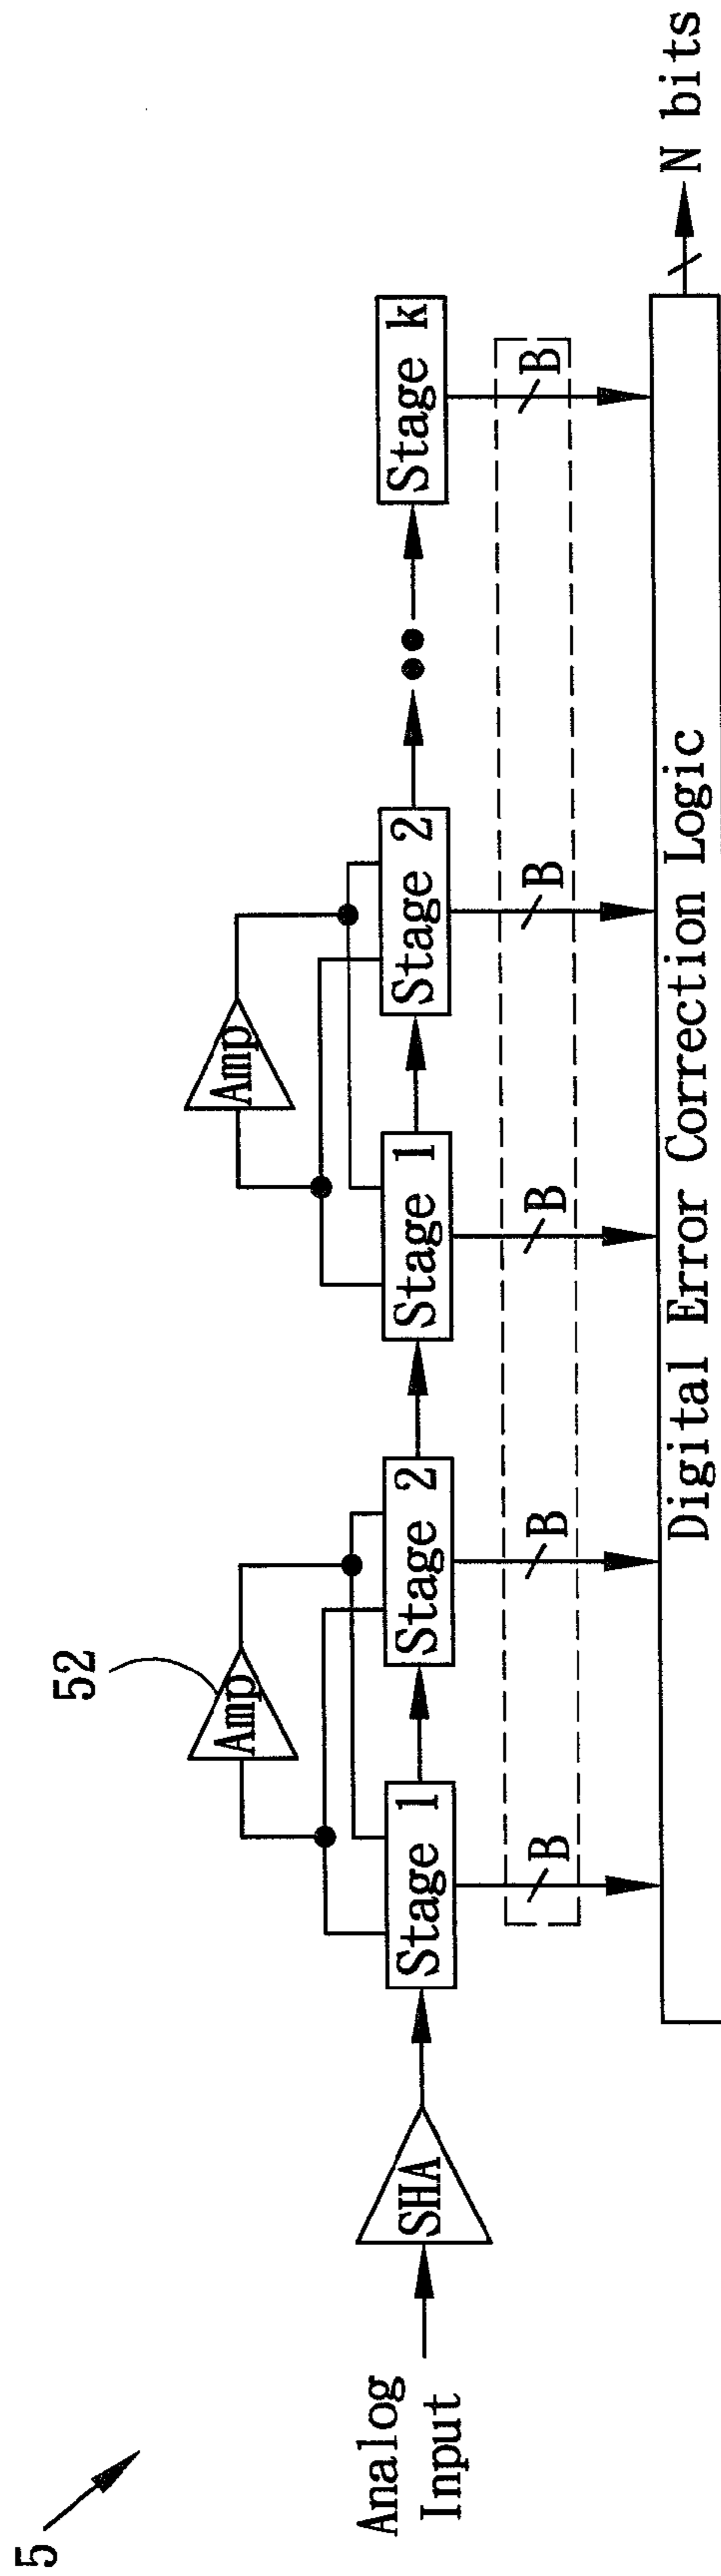 5
52
Amp
Amp
Analog
Input
SHA
Stage 1
Stage 2
Stage 1
Stage 2
Stage k
B
B
B
B
B
Digital Error Correction Logic
N bits